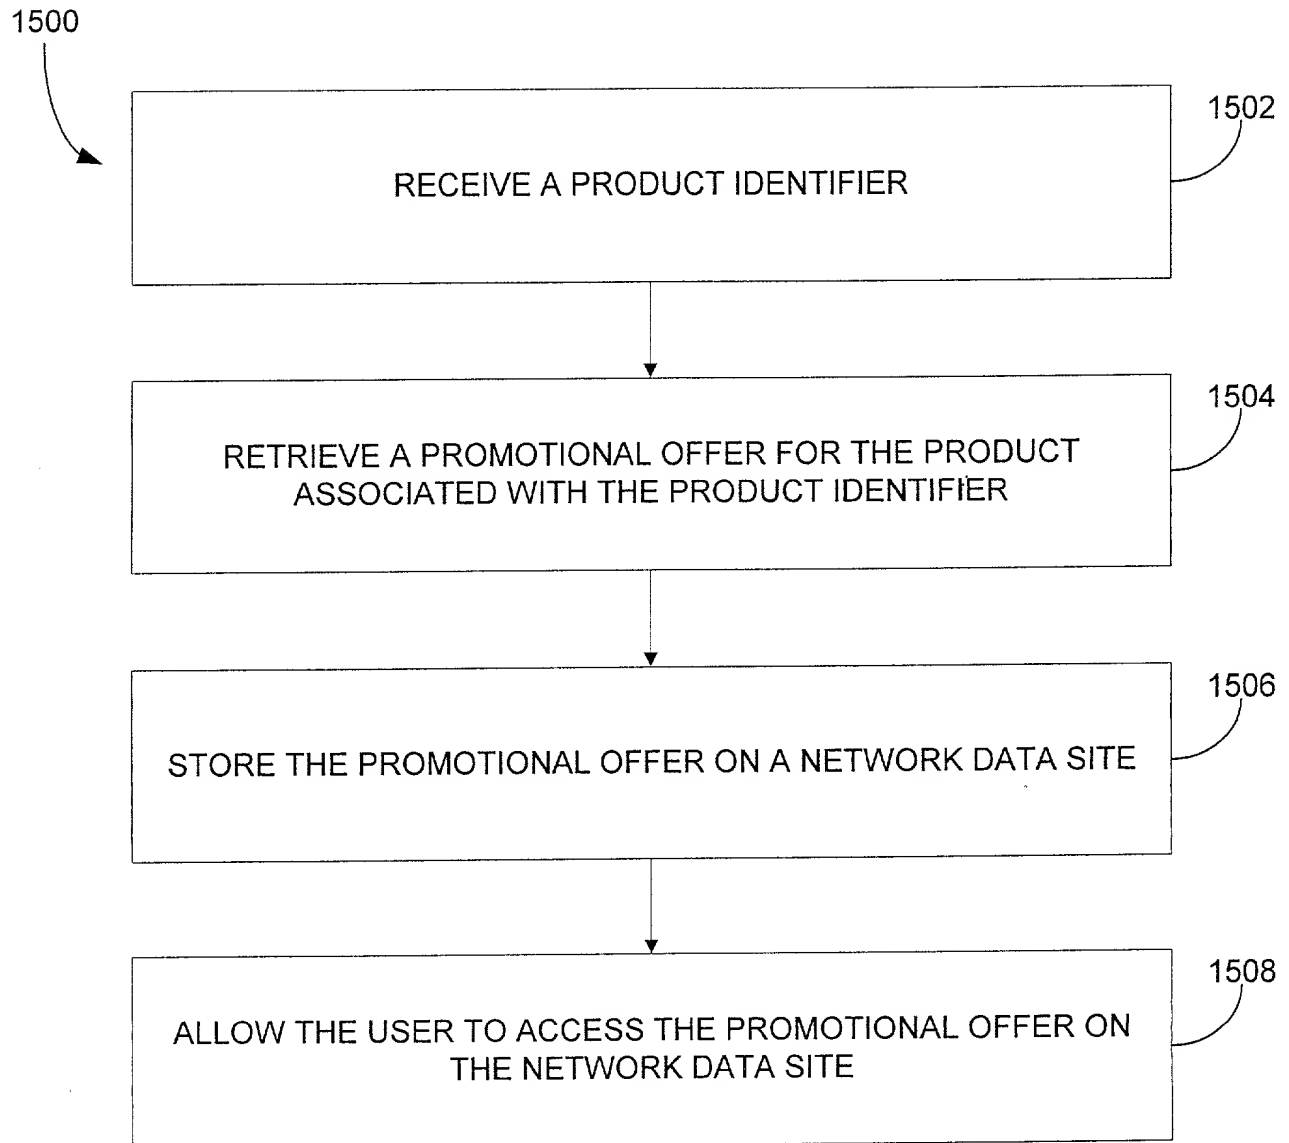 1500
1502
RECEIVE A PRODUCT IDENTIFIER
1504
RETRIEVE A PROMOTIONAL OFFER FOR THE PRODUCT
ASSOCIATED WITH THE PRODUCT IDENTIFIER
1506
STORE THE PROMOTIONAL OFFER ON A NETWORK DATA SITE
1508
ALLOW THE USER TO ACCESS THE PROMOTIONAL OFFER ON
THE NETWORK DATA SITE